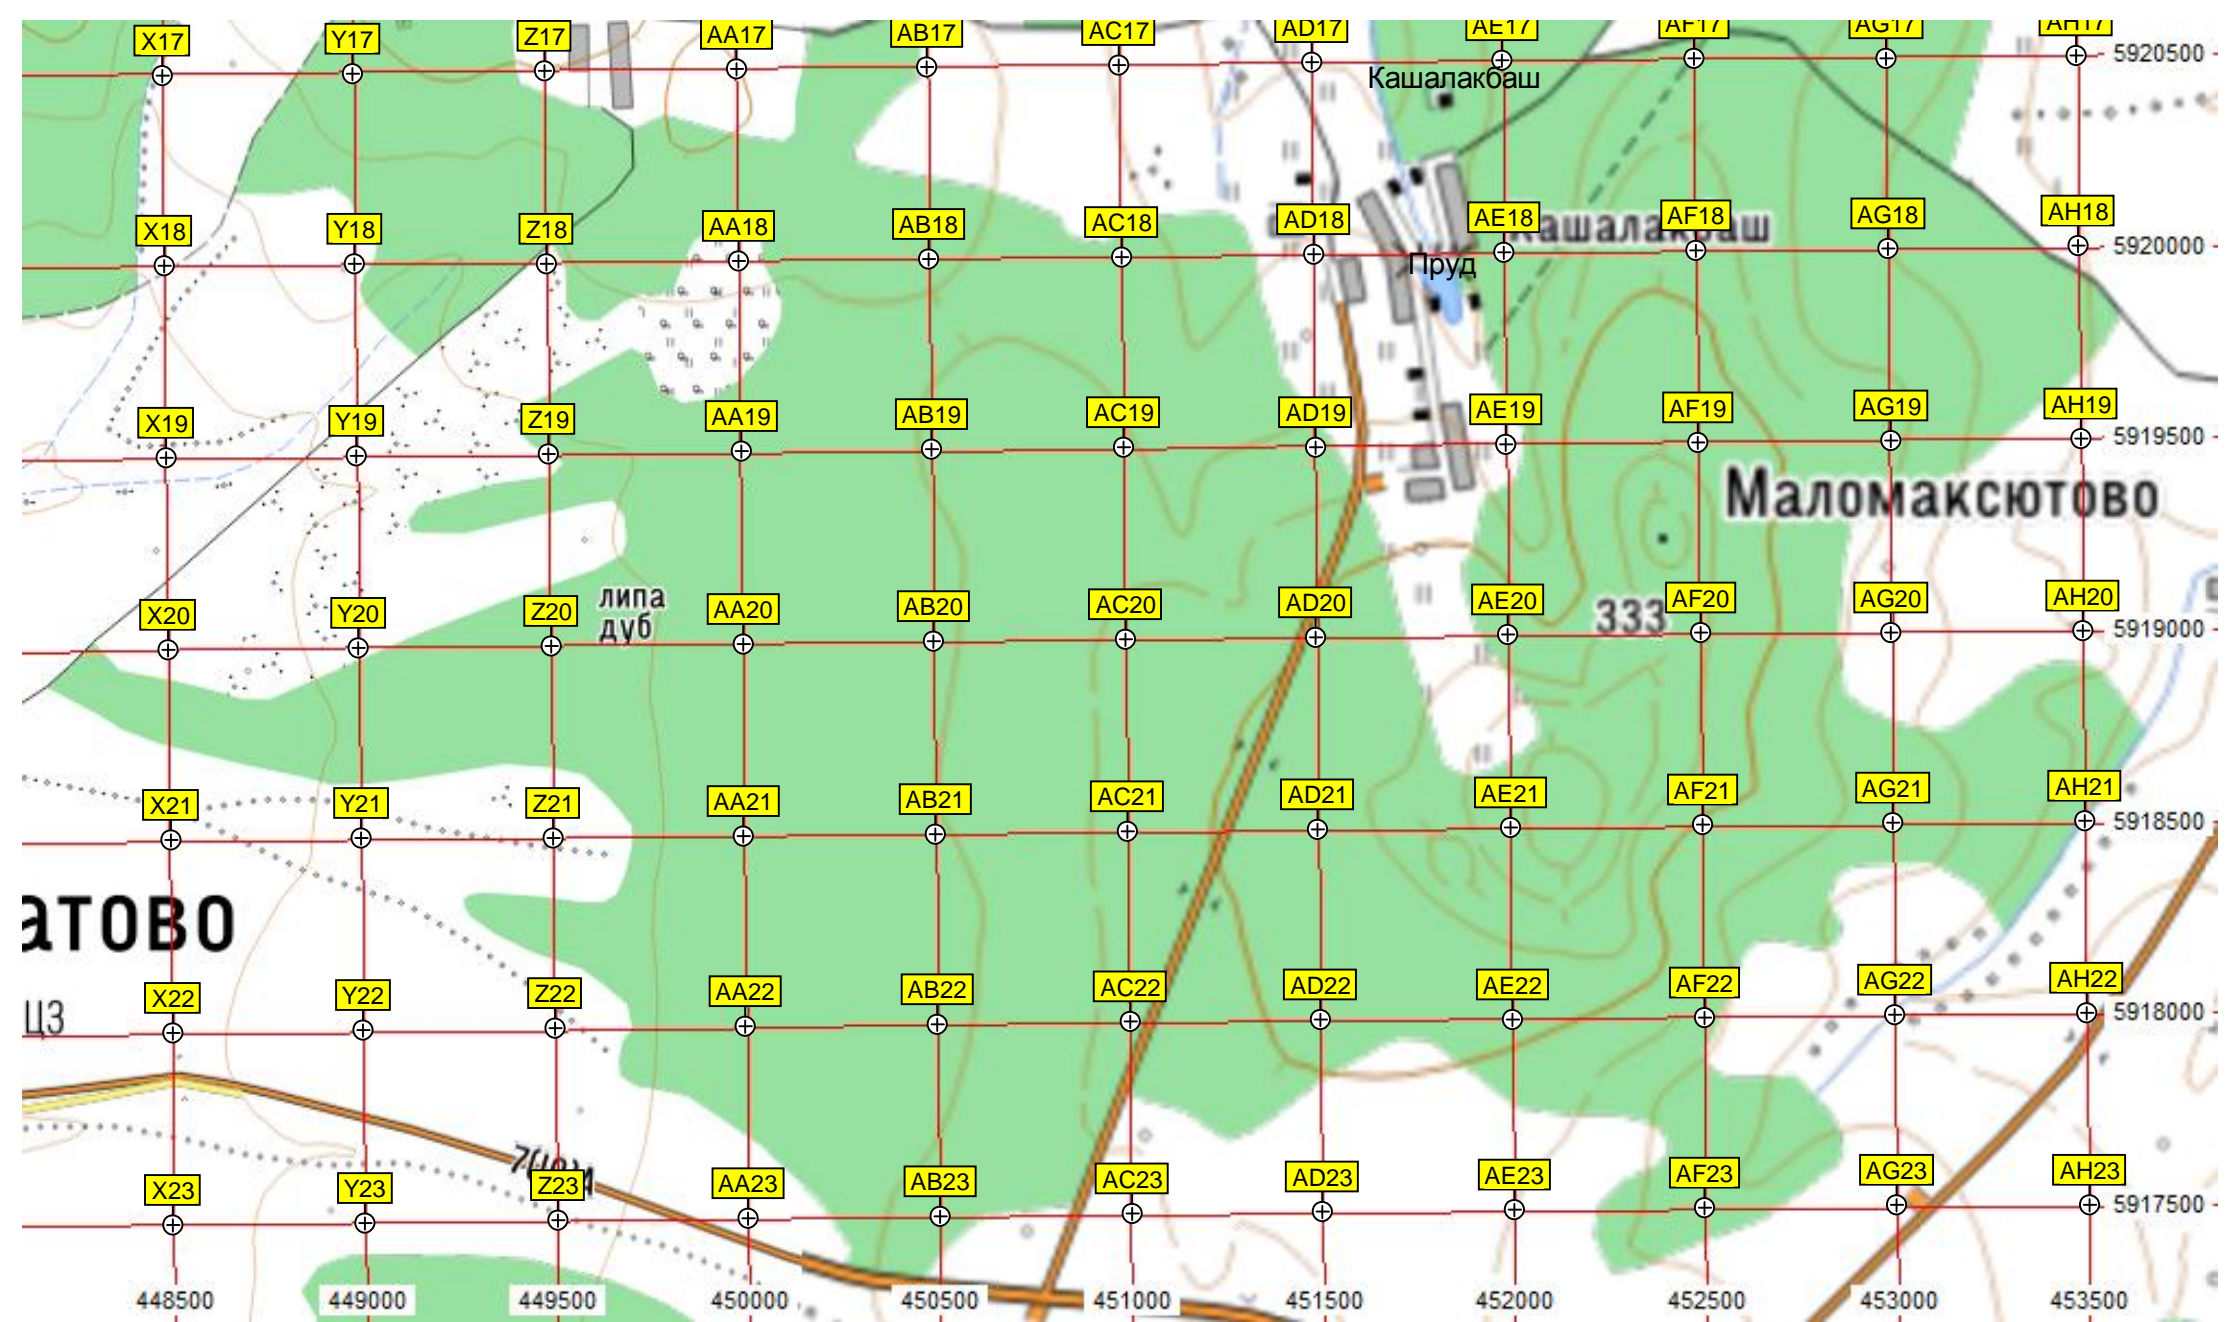 X17 Y17 Z17 AA17 AB17 AC17 AD17 AE17 AF17 AG17 AH17
5920500
Кашалакбаш
X18 Y18 Z18 AA18 AB18 AC18 AD18 AE18 AF18 AG18 AH18
Кашалакбаш
5920000
Пруд
X19 Y19 Z19 AA19 AB19 AC19 AD19 AE19 AF19 AG19 AH19
5919500
Маломаксютово
X20 Y20 Z20 AA20 AB20 AC20 AD20 AE20 AF20 AG20 AH20
липа
дуб
333
5919000
X21 Y21 Z21 AA21 AB21 AC21 AD21 AE21 AF21 AG21 AH21
5918500
атово
X22 Y22 Z22 AA22 AB22 AC22 AD22 AE22 AF22 AG22 AH22
ЦЗ
5918000
X23 Y23 Z23 AA23 AB23 AC23 AD23 AE23 AF23 AG23 AH23
5917500
448500 449000 449500 450000 450500 451000 451500 452000 452500 453000 453500